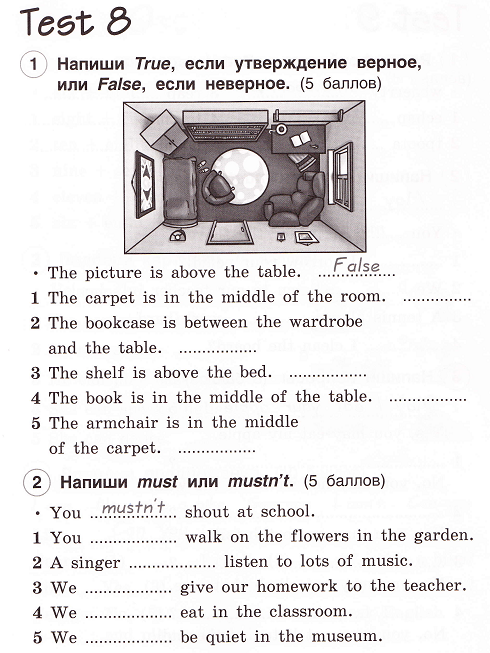 Test 8
1 Напиши True, если утверждение верное,
или False, если неверное. (5 баллов)
• The picture is above the table. ....False....
1 The carpet is in the middle of the room. ..............
2 The bookcase is between the wardrobe
and the table. ................
3 The shelf is above the bed. ................
4 The book is in the middle of the table. ................
5 The armchair is in the middle
of the carpet. ................
2 Напиши must или mustn't. (5 баллов)
• You ..mustn't.. shout at school.
1 You ................ walk on the flowers in the garden.
2 A singer ................ listen to lots of music.
3 We ................ give our homework to the teacher.
4 We ................ eat in the classroom.
5 We ................ be quiet in the museum.